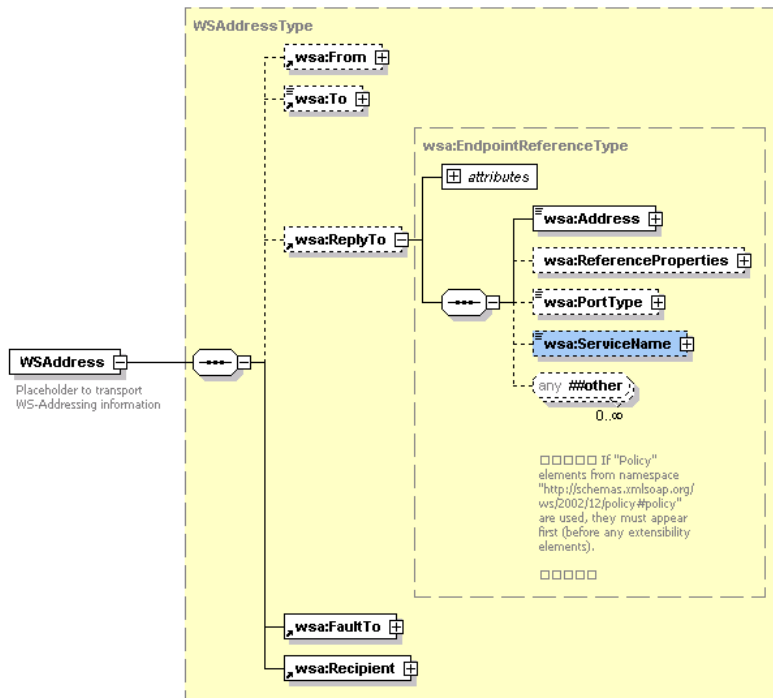 WSAddressType
wsa:From
wsa:To
wsa:EndpointReferenceType
attributes
wsa:Address
wsa:ReplyTo
wsa:ReferenceProperties
wsa:PortType
wsa:ServiceName
any ##other
0..∞
WSAddress
Placeholder to transport
WS-Addressing information
□□□□□ If "Policy"
elements from namespace
"http://schemas.xmlsoap.org/
ws/2002/12/policy#policy"
are used, they must appear
first (before any extensibility
elements).
□□□□□
wsa:FaultTo
wsa:Recipient